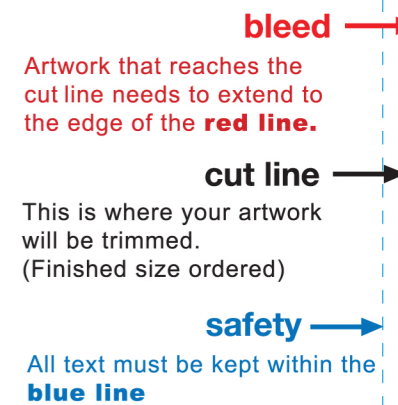 bleed
Artwork that reaches the
cut line needs to extend to
the edge of the red line.
cut line
This is where your artwork
will be trimmed.
(Finished size ordered)
safety
All text must be kept within the
blue line